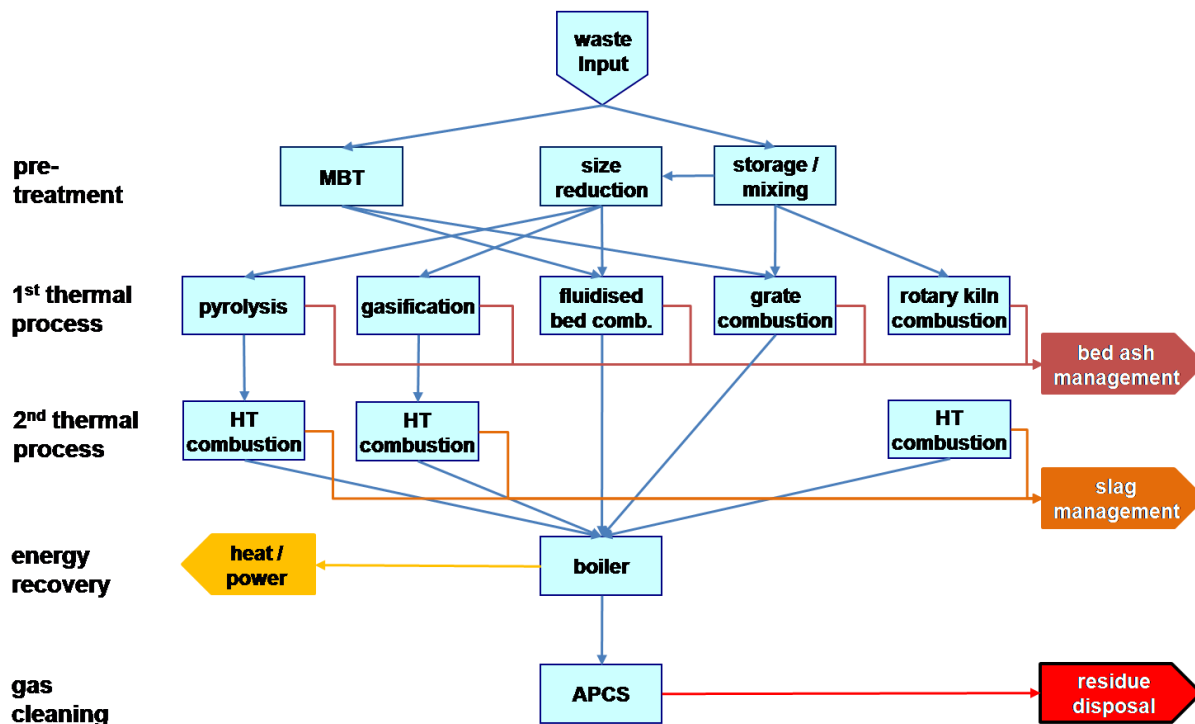 waste
Input
pre-
treatment
MBT
size
reduction
storage /
mixing
1st thermal
process
pyrolysis
gasification
fluidised
bed comb.
grate
combustion
rotary kiln
combustion
bed ash
management
2nd thermal
process
HT
combustion
HT
combustion
HT
combustion
slag
management
energy
recovery
heat /
power
boiler
gas
cleaning
APCS
residue
disposal